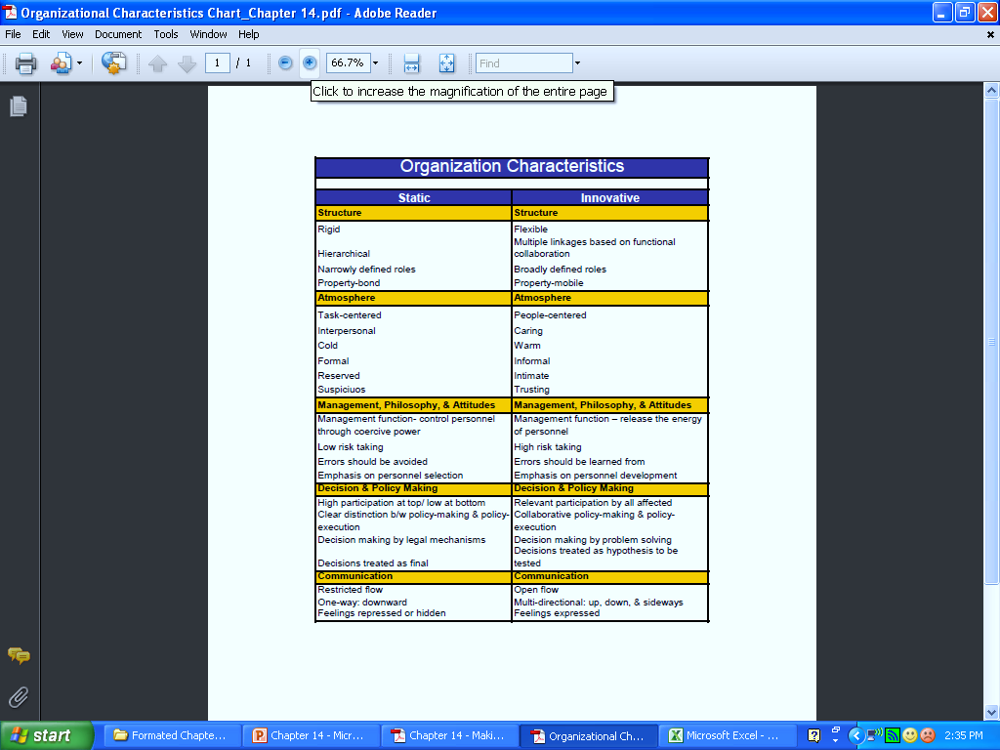 Organizational Characteristics Chart_Chapter 14.pdf - Adobe Reader
File Edit View Document Tools Window Help
1 / 1 66.7% Find
Click to increase the magnification of the entire page
Organization Characteristics
Static Innovative
Structure Structure
Rigid Flexible
Multiple linkages based on functional
Hierarchical collaboration
Narrowly defined roles Broadly defined roles
Property-bond Property-mobile
Atmosphere Atmosphere
Task-centered People-centered
Interpersonal Caring
Cold Warm
Formal Informal
Reserved Intimate
Suspiciuos Trusting
Management, Philosophy, & Attitudes Management, Philosophy, & Attitudes
Management function- control personnel Management function – release the energy
through coercive power of personnel
Low risk taking High risk taking
Errors should be avoided Errors should be learned from
Emphasis on personnel selection Emphasis on personnel development
Decision & Policy Making Decision & Policy Making
High participation at top/ low at bottom Relevant participation by all affected
Clear distinction b/w policy-making & policy- Collaborative policy-making & policy-
execution execution
Decision making by legal mechanisms Decision making by problem solving
Decisions treated as hypothesis to be
Decisions treated as final tested
Communication Communication
Restricted flow Open flow
One-way: downward Multi-directional: up, down, & sideways
Feelings repressed or hidden Feelings expressed
start Formated Chapte... Chapter 14 - Micr... Chapter 14 - Maki... Organizational Ch... Microsoft Excel - ... 2:35 PM